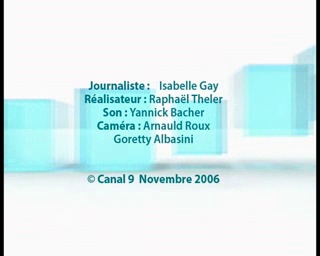 Journaliste : Isabelle Gay
Réalisateur : Raphaël Theler
Son : Yannick Bacher
Caméra : Arnauld Roux
Goretty Albasini
© Canal 9 Novembre 2006